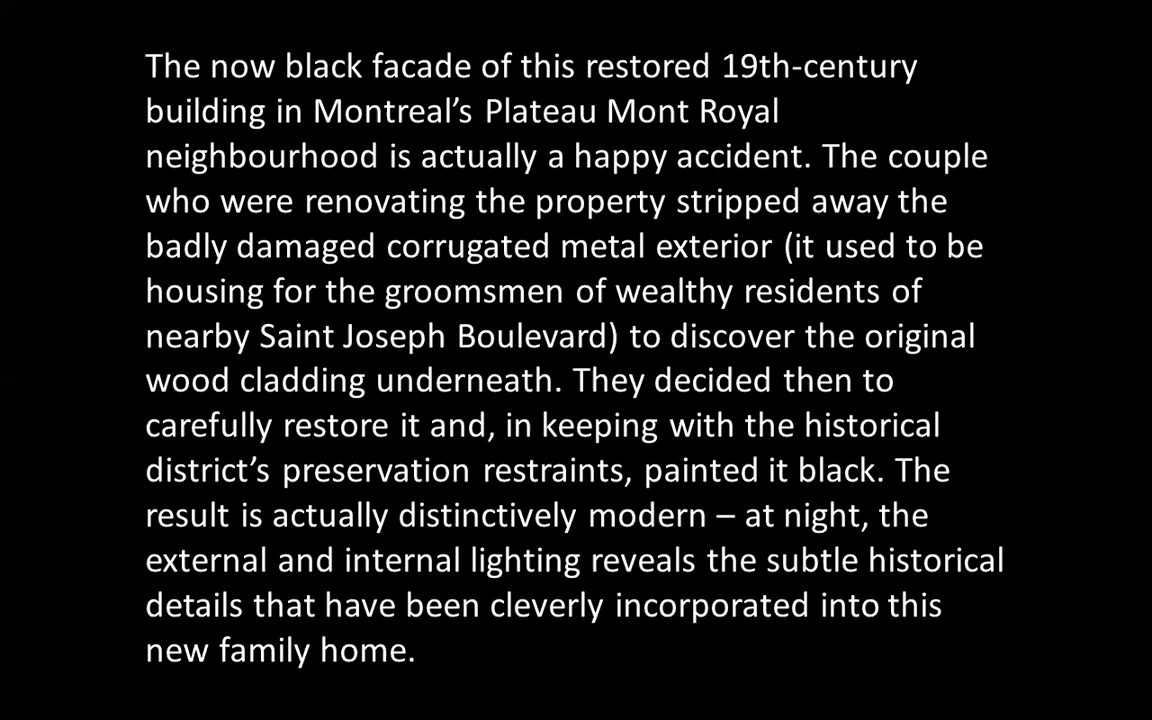 The now black facade of this restored 19th-century
building in Montreal’s Plateau Mont Royal
neighbourhood is actually a happy accident. The couple
who were renovating the property stripped away the
badly damaged corrugated metal exterior (it used to be
housing for the groomsmen of wealthy residents of
nearby Saint Joseph Boulevard) to discover the original
wood cladding underneath. They decided then to
carefully restore it and, in keeping with the historical
district’s preservation restraints, painted it black. The
result is actually distinctively modern – at night, the
external and internal lighting reveals the subtle historical
details that have been cleverly incorporated into this
new family home.